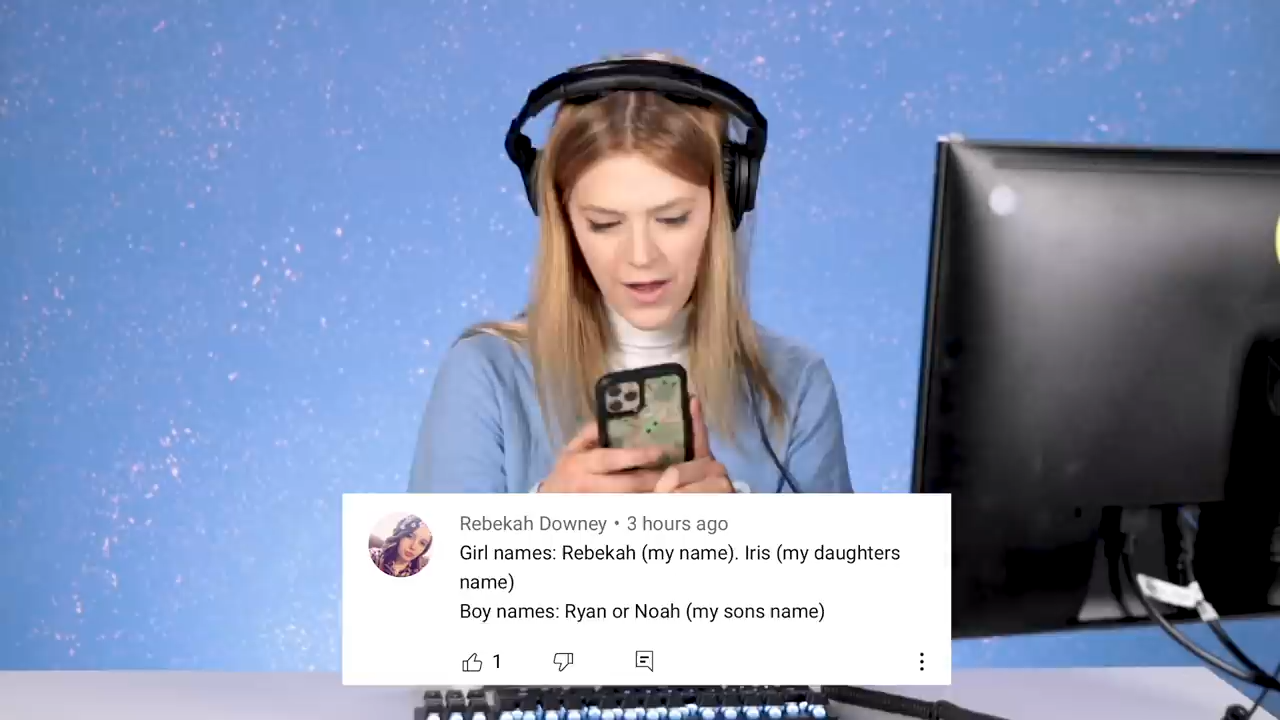 Rebekah Downey • 3 hours ago
Girl names: Rebekah (my name). Iris (my daughters
name)
Boy names: Ryan or Noah (my sons name)
1